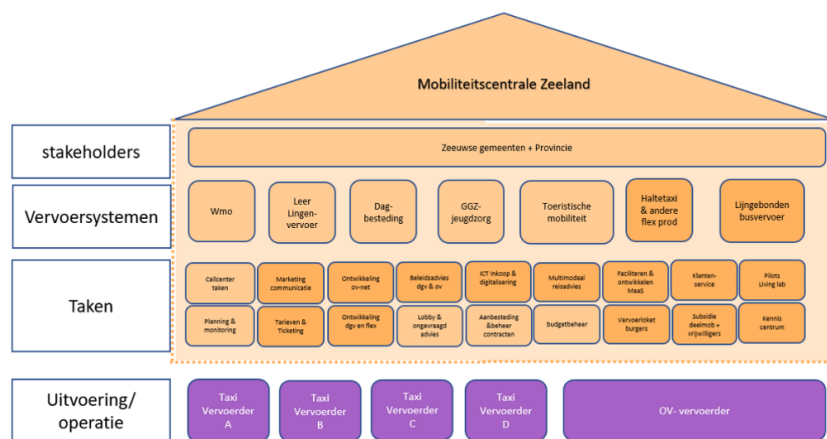 Mobiliteitscentrale Zeeland
stakeholders
Zeeuwse gemeenten + Provincie
Vervoersystemen
Wmo
Leer
Lingen-
vervoer
Dag-
besteding
GGZ-
jeugdzorg
Toeristische
mobiliteit
Haltetaxi
& andere
flex prod
Lijngebonden
busvervoer
Taken
Callcenter
taken
Marketing
communicatie
Ontwikkeling
ov-net
Beleidsadvies
dgv & ov
ICT inkoop &
digitalisering
Multimodaal
reisadvies
Faciliteren &
ontwikkelen
MaaS
Klanten-
service
Pilots
Living lab
Planning &
monitoring
Tarieven &
Ticketing
Ontwikkeling
dgv en flex
Lobby &
ongevraagd
advies
Aanbesteding
&beheer
contracten
budgetbeheer
Vervoerloket
burgers
Subsidie
deelmob +
vrijwilligers
Kennis
centrum
Uitvoering/
operatie
Taxi
Vervoerder
A
Taxi
Vervoerder
B
Taxi
Vervoerder
C
Taxi
Vervoerder
D
OV- vervoerder